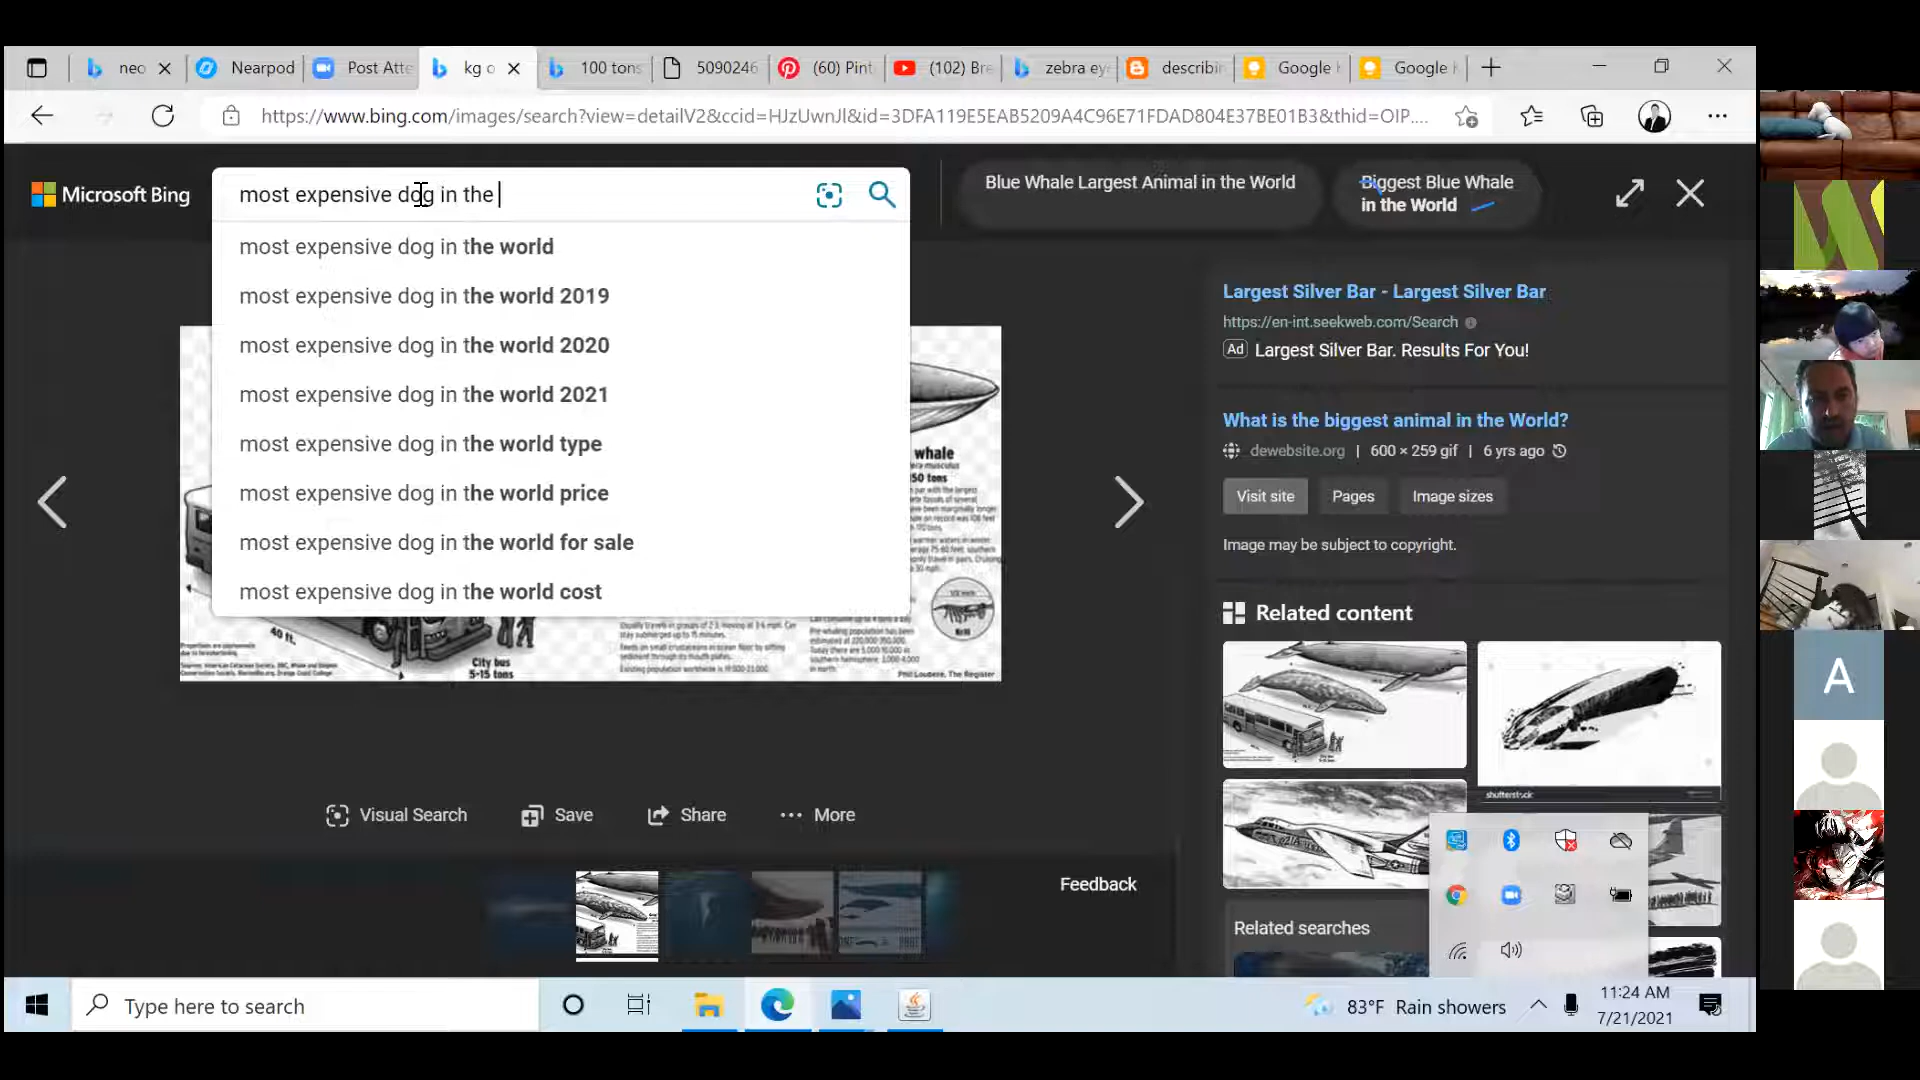 neo
Nearpod
Post Atte
kg o
100 tons
5090246
(60) Pint
(102) Bre
zebra ey
describin
Google
Google
https://www.bing.com/images/search?view=detailV2&ccid=HJzUwnJl&id=3DFA119E5EAB5209A4C96E71FDAD804E37BE01B3&thid=OIP....
Microsoft Bing
most expensive dog in the
Blue Whale Largest Animal in the World
Biggest Blue Whale
in the World
most expensive dog in the world
most expensive dog in the world 2019
most expensive dog in the world 2020
most expensive dog in the world 2021
most expensive dog in the world type
most expensive dog in the world price
most expensive dog in the world for sale
most expensive dog in the world cost
Largest Silver Bar - Largest Silver Bar
https://en-int.seekweb.com/Search
Ad Largest Silver Bar. Results For You!
What is the biggest animal in the World?
dewebsite.org | 600 × 259 gif | 6 yrs ago
Visit site
Pages
Image sizes
Image may be subject to copyright.
whale
50 tons
40 ft.
City bus
5-15 tons
Phil Loubere, The Register
Related content
shutterstock
Visual Search
Save
Share
More
Feedback
Related searches
A
Type here to search
83°F Rain showers
11:24 AM
7/21/2021